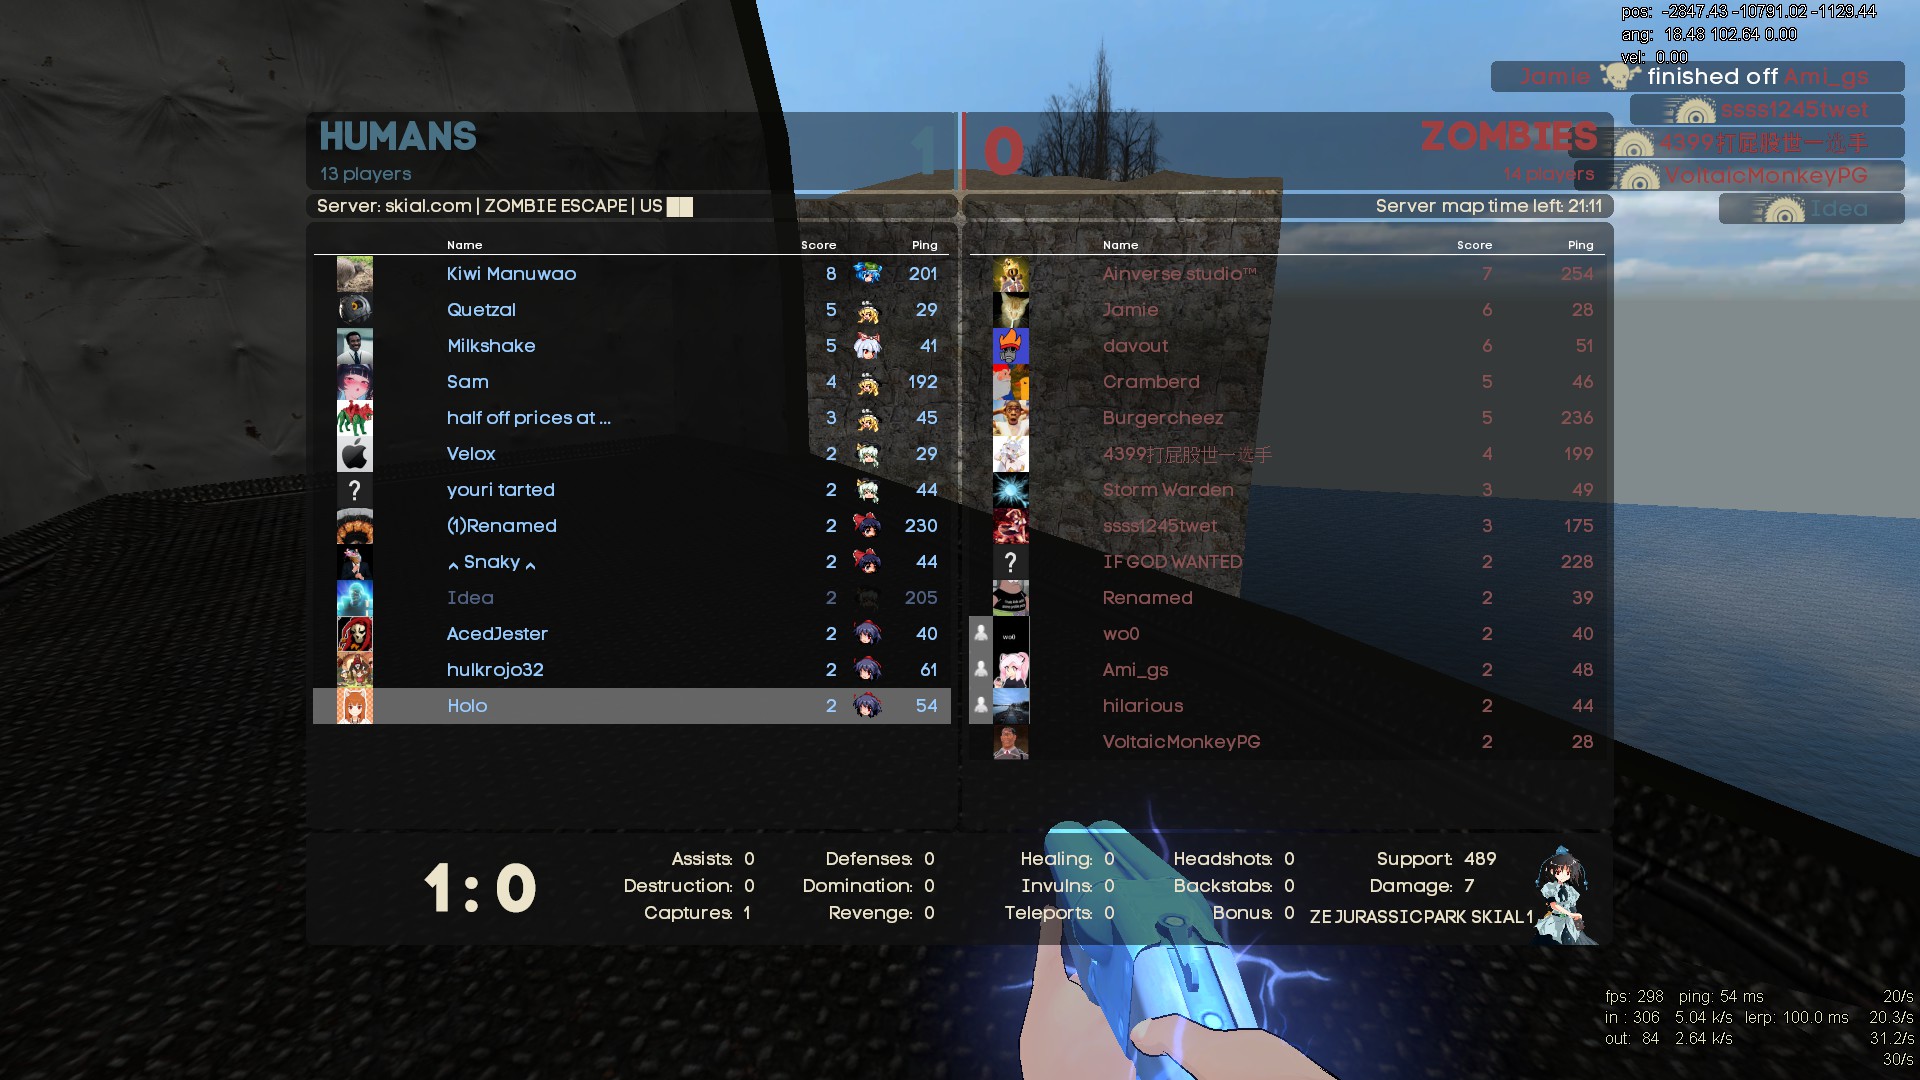 pos: -2847.43 -10791.02 -1129.44
ang: 18.48 102.64 0.00
vel: 0.00
Jamie finished off Ami_gs
ssss1245twet
4399打屁股世一选手
VoltaicMonkeyPG
Idea
HUMANS 1 0 ZOMBIES
13 players 14 players
Server: skial.com | ZOMBIE ESCAPE | US
Server map time left: 21:11
Name Score Ping
Kiwi Manuwao 8 201
Quetzal 5 29
Milkshake 5 41
Sam 4 192
half off prices at ... 3 45
Velox 2 29
youri tarted 2 44
(1)Renamed 2 230
^ Snaky ^ 2 44
Idea 2 205
AcedJester 2 40
hulkrojo32 2 61
Holo 2 54
Name Score Ping
Ainverse studio™ 7 254
Jamie 6 28
davout 6 51
Cramberd 5 46
Burgercheez 5 236
4399打屁股世一选手 4 199
Storm Warden 3 49
ssss1245twet 3 175
? IF GOD WANTED 2 228
Renamed 2 39
wo0 2 40
Ami_gs 2 48
hilarious 2 44
VoltaicMonkeyPG 2 28
1:0
Assists: 0 Defenses: 0 Healing: 0 Headshots: 0 Support: 489
Destruction: 0 Domination: 0 Invulns: 0 Backstabs: 0 Damage: 7
Captures: 1 Revenge: 0 Teleports: 0 Bonus: 0 ZE JURASSICPARK SKIAL1
fps: 298 ping: 54 ms 20/s
in : 306 5.04 k/s lerp: 100.0 ms 20.3/s
out: 84 2.64 k/s 31.2/s
30/s